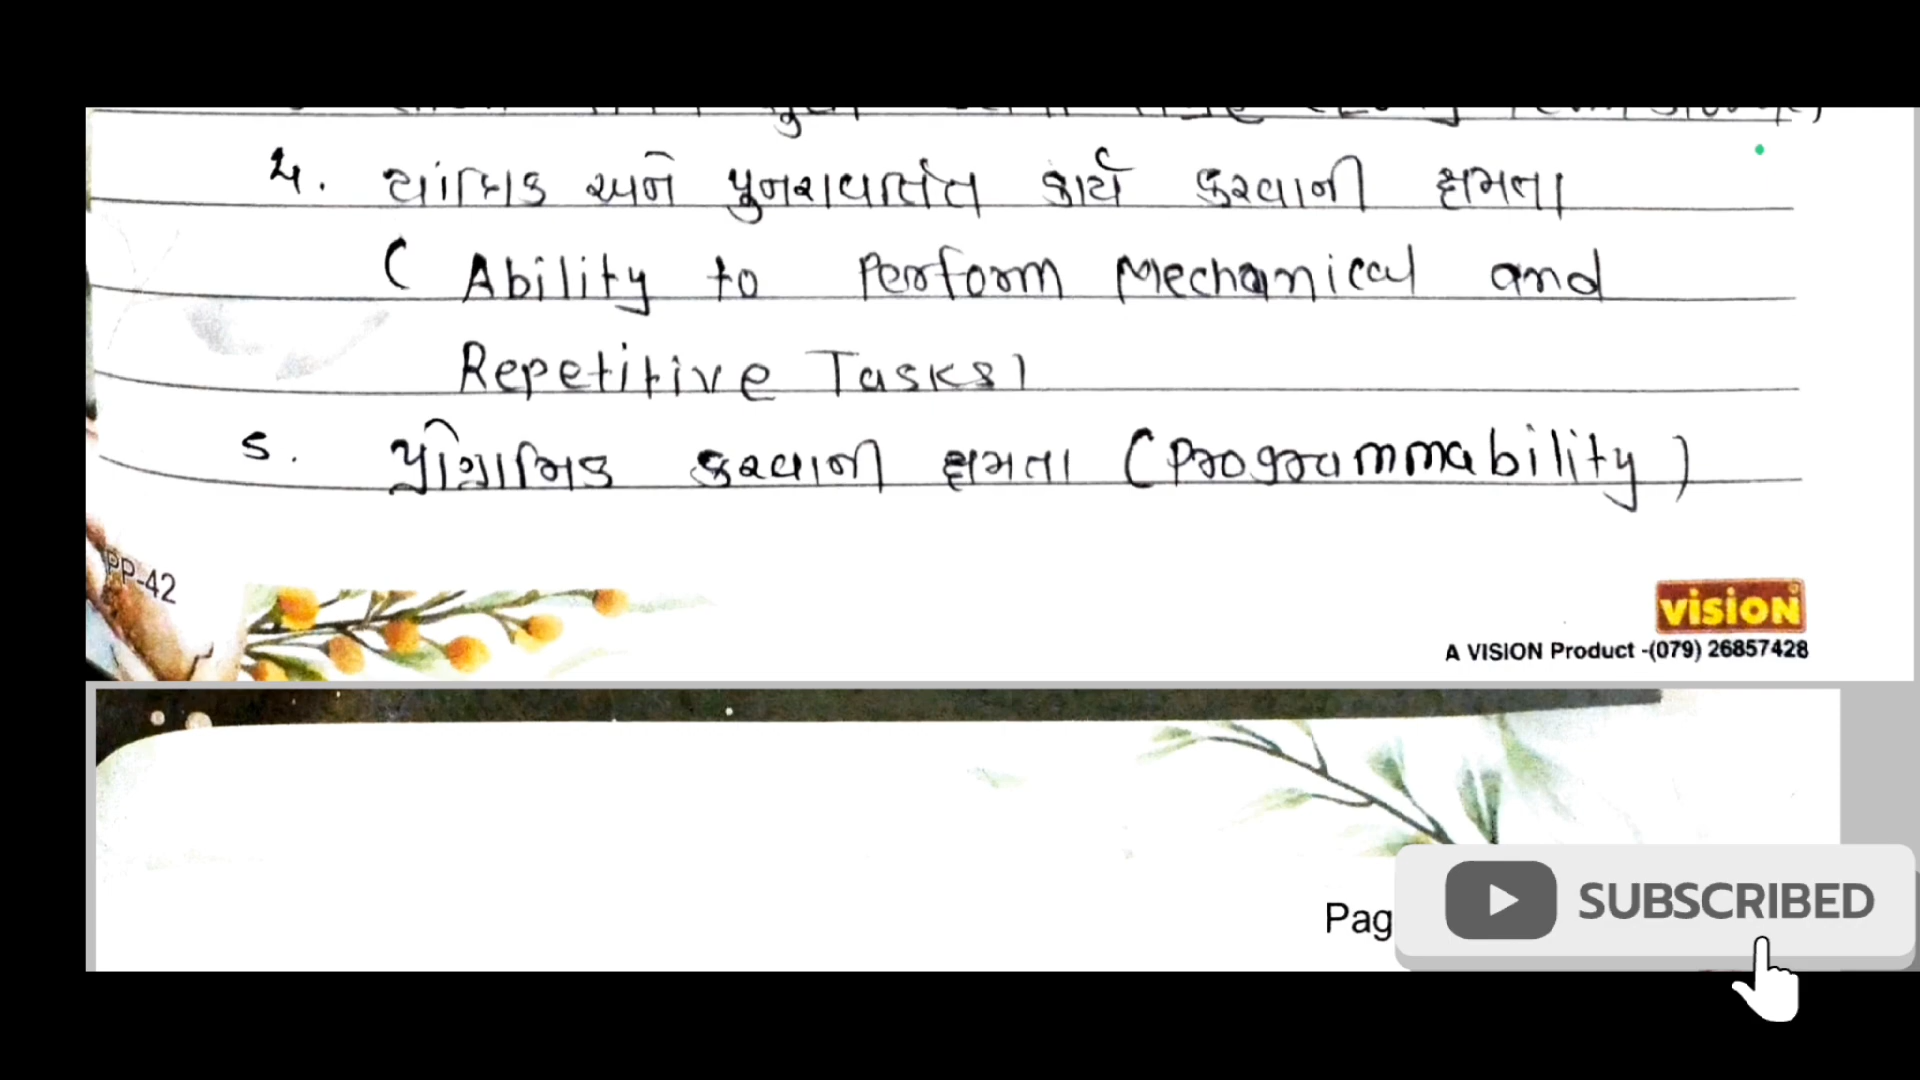 ૫. યાંત્રિક અને પુનરાવર્તિત કાર્ય કરવાની ક્ષમતા
( Ability to Perform Mechanical and
Repetitive Tasks)
૬. પ્રોગ્રામિક કરવાની ક્ષમતા (Programmability)
PP-42
VISION
A VISION Product -(079) 26857428
Pag
SUBSCRIBED